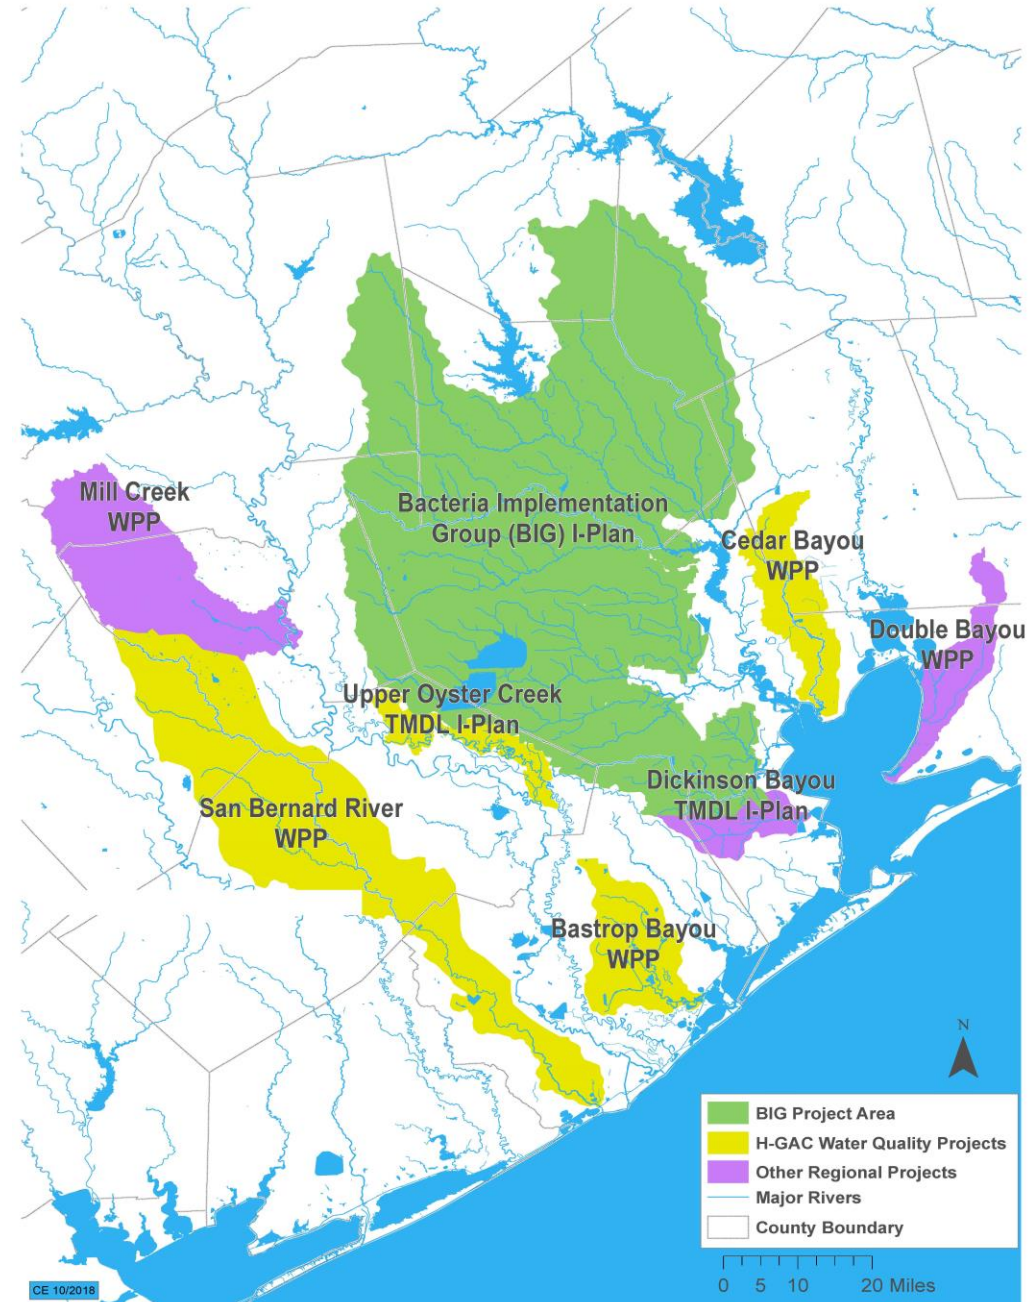 Mill Creek
WPP
Bacteria Implementation
Group (BIG) I-Plan
Cedar Bayou
WPP
Double Bayou
WPP
Upper Oyster Creek
TMDL I-Plan
Dickinson Bayou
TMDL I-Plan
San Bernard River
WPP
Bastrop Bayou
WPP
N
BIG Project Area
H-GAC Water Quality Projects
Other Regional Projects
Major Rivers
County Boundary
0 5 10 20 Miles
CE 10/2018